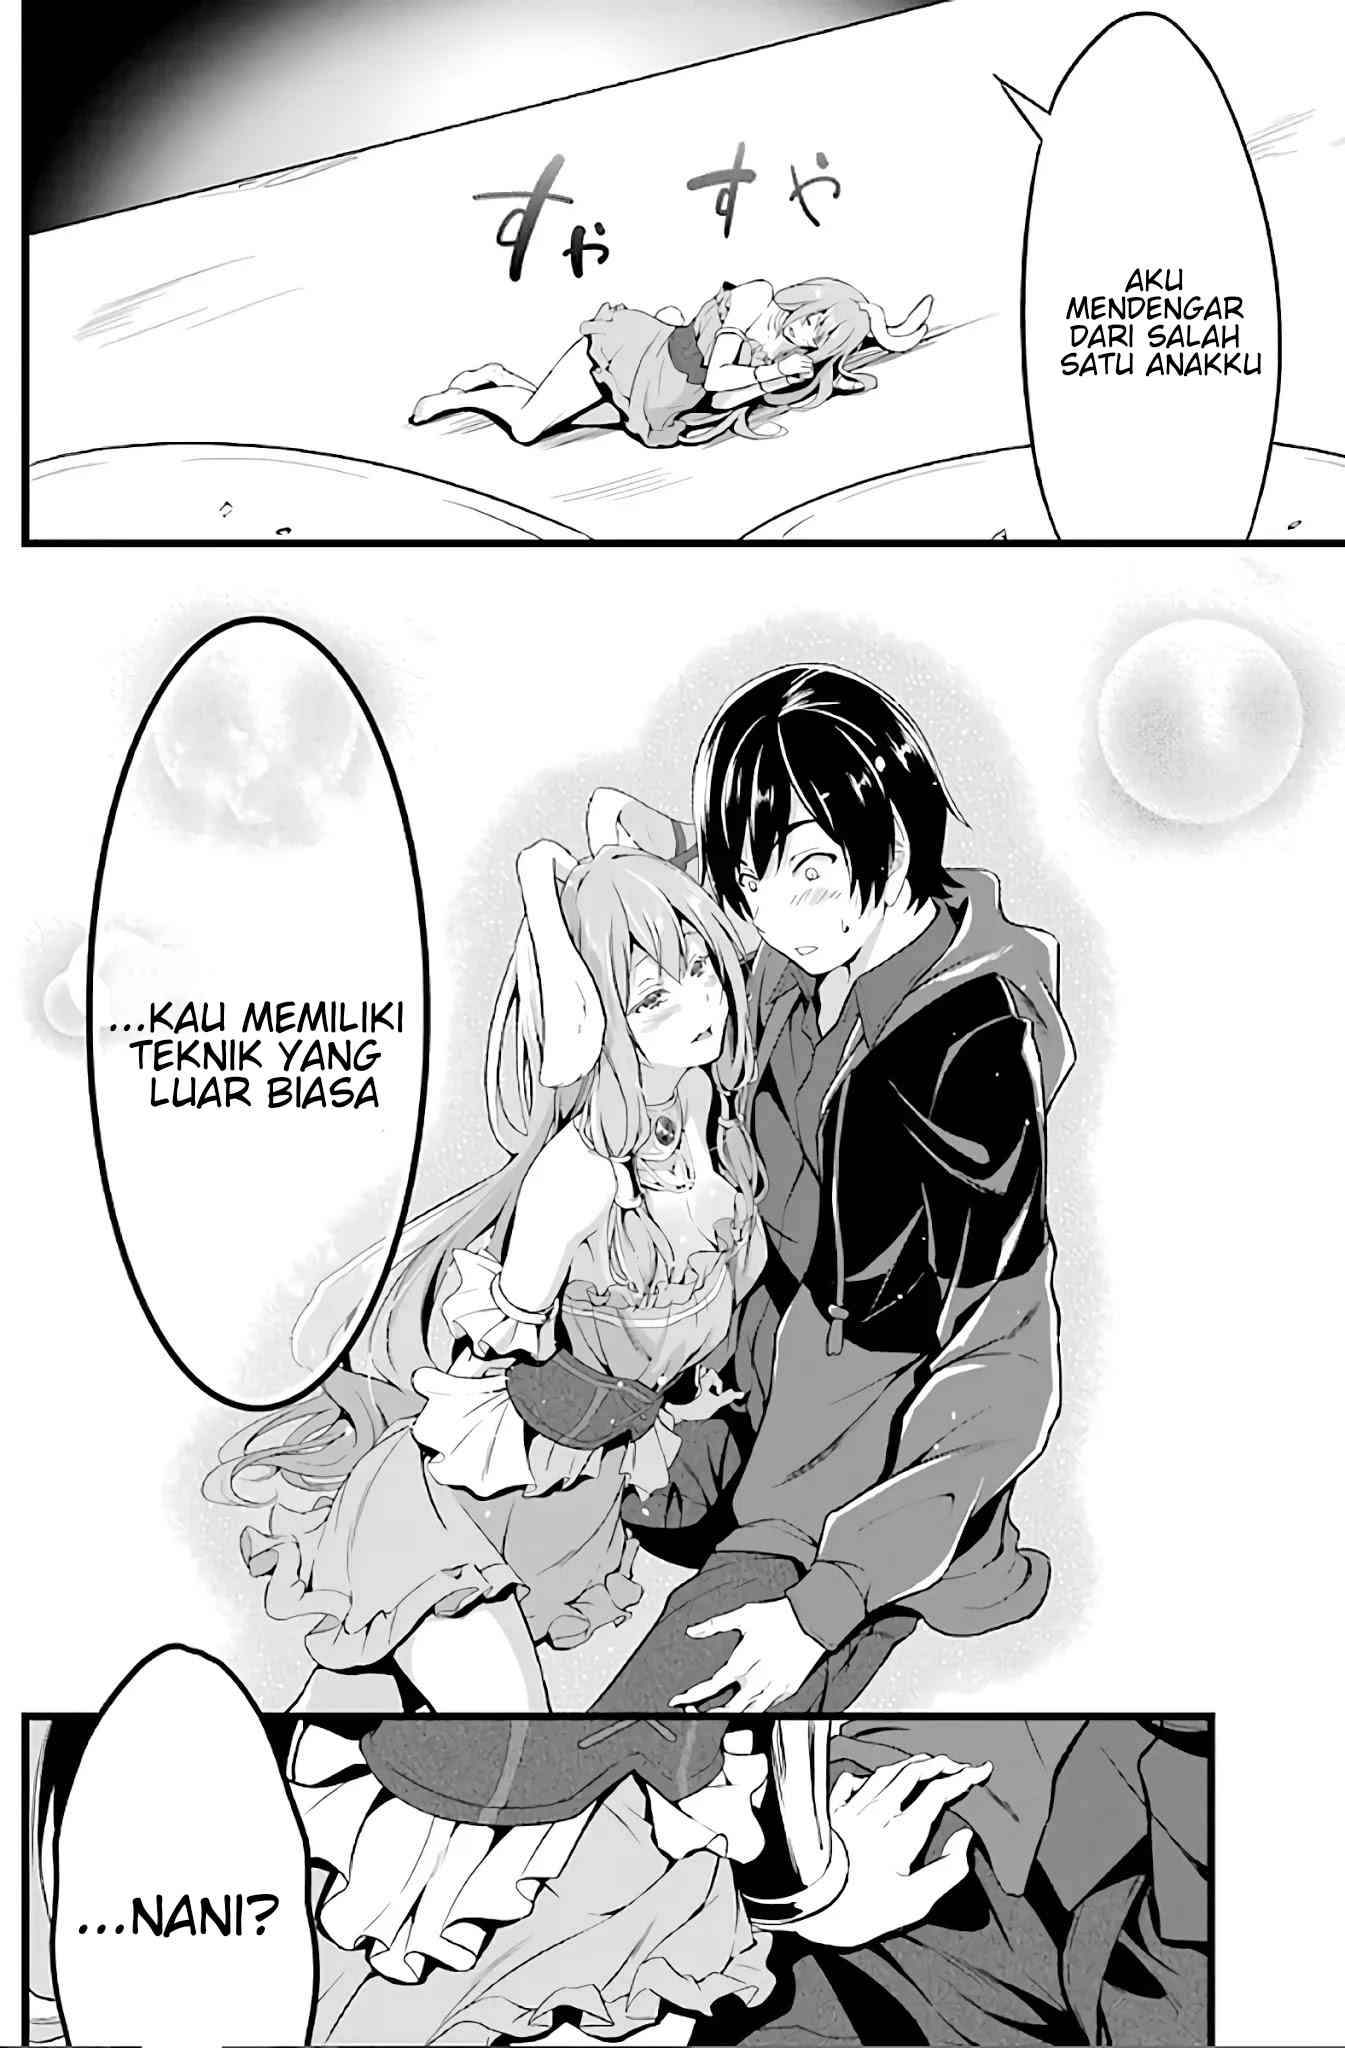 AKU
MENDENGAR
DARI SALAH
SATU ANAKKU
すや
すや
...KAU MEMILIKI
TEKNIK YANG
LUAR BIASA
...NANI?